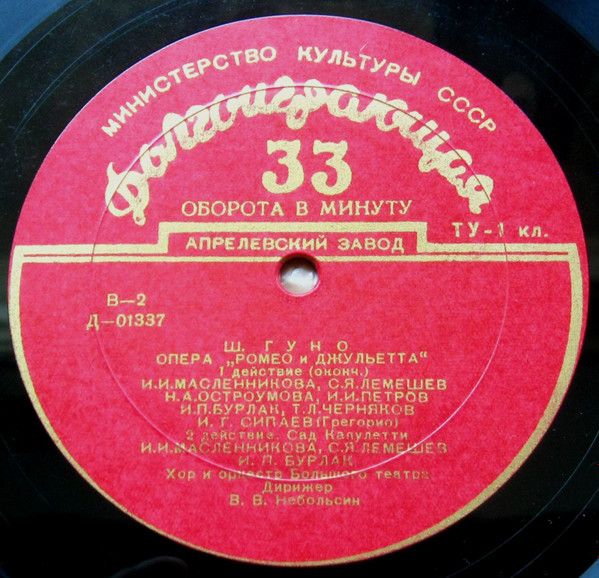 МИНИСТЕРСТВО КУЛЬТУРЫ СССР
Долгоиграющая
33
ОБОРОТА В МИНУТУ
ТУ-1 кл.
АПРЕЛЕВСКИЙ ЗАВОД
В—2
Д—01337
Ш. ГУНО
ОПЕРА „РОМЕО и ДЖУЛЬЕТТА“
1 действие (оконч.)
И.И.МАСЛЕННИКОВА, С.Я.ЛЕМЕШЕВ
Н.А.ОСТРОУМОВА, И.И.ПЕТРОВ
И.П.БУРЛАК, Т.Л.ЧЕРНЯКОВ
И. Г. СИПАЕВ (Грегорио)
2 действие. Сад Капулетти
И.И.МАСЛЕННИКОВА, С.Я.ЛЕМЕШЕВ
И. П. БУРЛАК
Хор и оркестр Большого театра
Дирижер
В. В. Небольсин